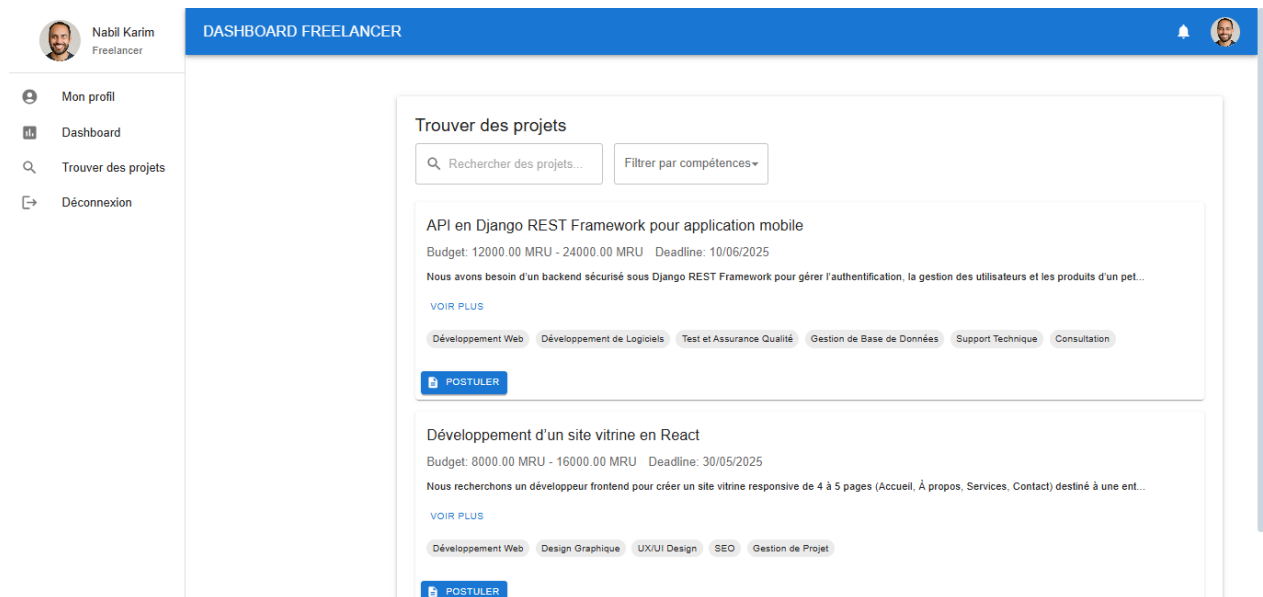 Nabil Karim
Freelancer
DASHBOARD FREELANCER
Mon profil
Dashboard
Trouver des projets
Déconnexion
Trouver des projets
Rechercher des projets...
Filtrer par compétences
API en Django REST Framework pour application mobile
Budget: 12000.00 MRU - 24000.00 MRU Deadline: 10/06/2025
Nous avons besoin d'un backend sécurisé sous Django REST Framework pour gérer l'authentification, la gestion des utilisateurs et les produits d'un pet...
VOIR PLUS
Développement Web Développement de Logiciels Test et Assurance Qualité Gestion de Base de Données Support Technique Consultation
POSTULER
Développement d'un site vitrine en React
Budget: 8000.00 MRU - 16000.00 MRU Deadline: 30/05/2025
Nous recherchons un développeur frontend pour créer un site vitrine responsive de 4 à 5 pages (Accueil, À propos, Services, Contact) destiné à une ent...
VOIR PLUS
Développement Web Design Graphique UX/UI Design SEO Gestion de Projet
POSTULER